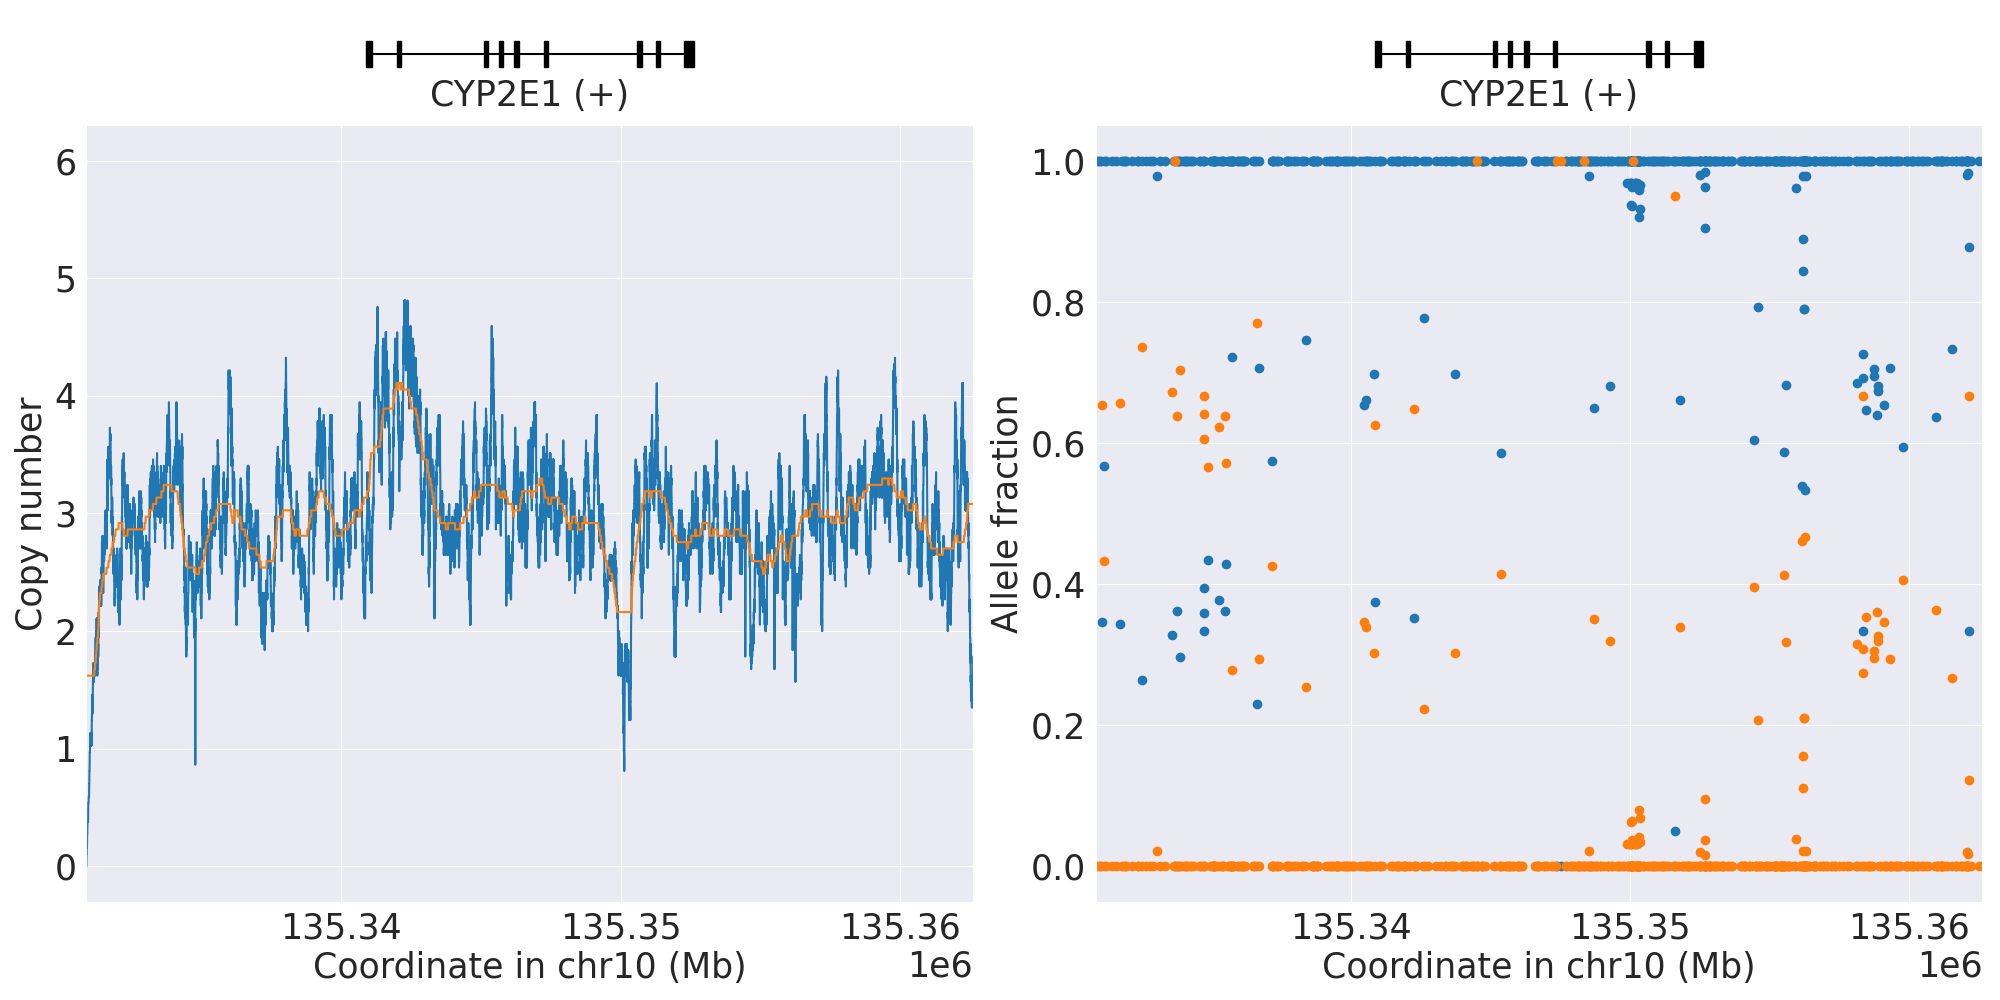 CYP2E1 (+)
6
5
4
3
2
1
0
Copy number
135.34
135.35
135.36
Coordinate in chr10 (Mb)
1e6
CYP2E1 (+)
1.0
0.8
0.6
0.4
0.2
0.0
Allele fraction
135.34
135.35
135.36
Coordinate in chr10 (Mb)
1e6